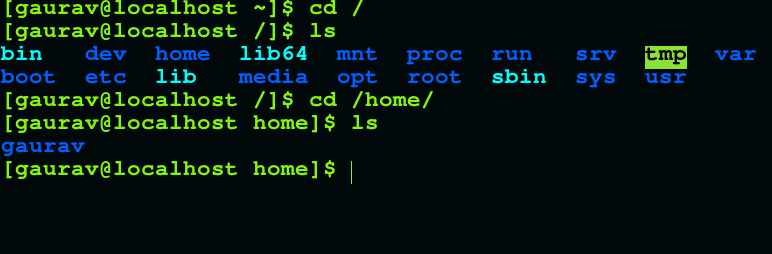 [gaurav@localhost ~]$ cd /
[gaurav@localhost /]$ ls
bin dev home lib64 mnt proc run srv tmp var
boot etc lib media opt root sbin sys usr
[gaurav@localhost /]$ cd /home/
[gaurav@localhost home]$ ls
gaurav
[gaurav@localhost home]$